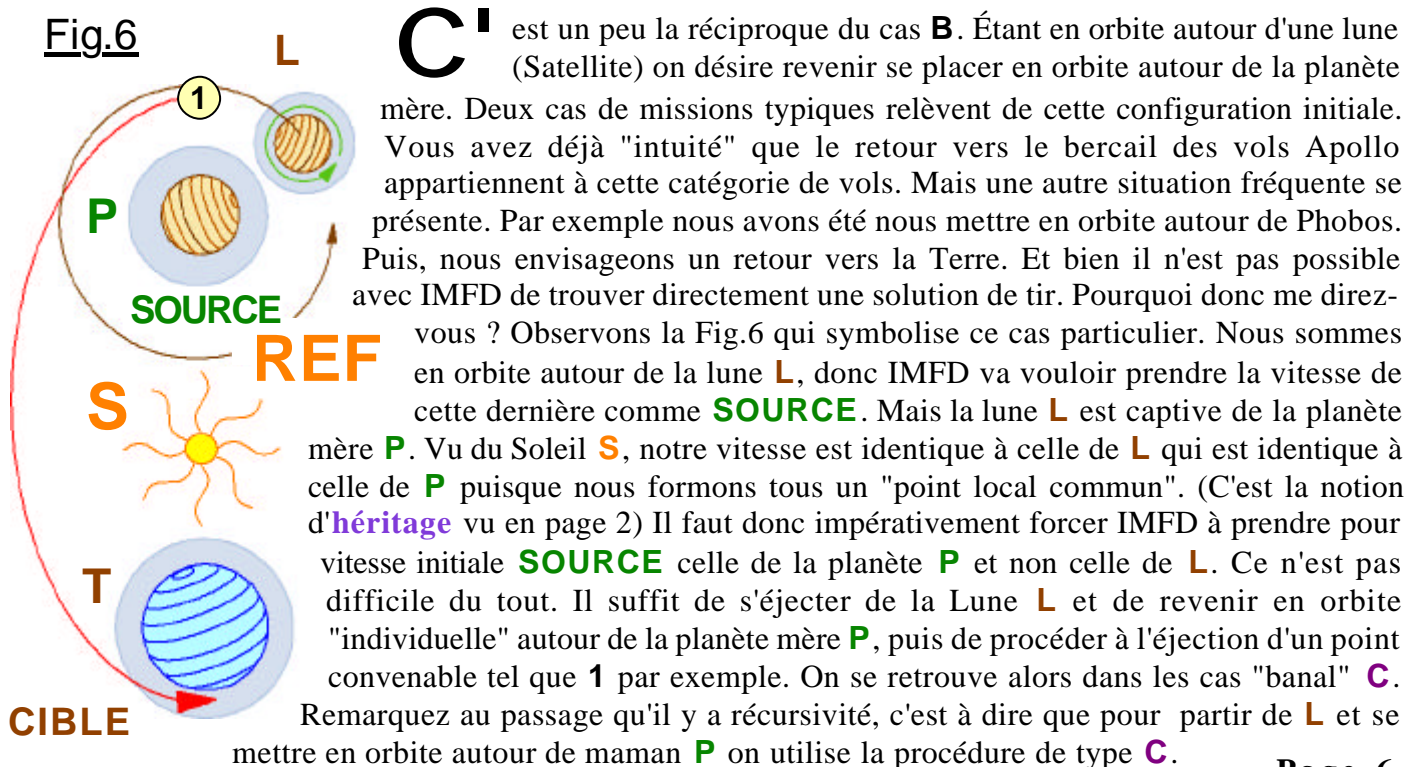 Fig.6
L
1
P
SOURCE
REF
S
T
CIBLE
C'est un peu la réciproque du cas B. Étant en orbite autour d'une lune
(Satellite) on désire revenir se placer en orbite autour de la planète
mère. Deux cas de missions typiques relèvent de cette configuration initiale.
Vous avez déjà "intuité" que le retour vers le bercail des vols Apollo
appartiennent à cette catégorie de vols. Mais une autre situation fréquente se
présente. Par exemple nous avons été nous mettre en orbite autour de Phobos.
Puis, nous envisageons un retour vers la Terre. Et bien il n'est pas possible
avec IMFD de trouver directement une solution de tir. Pourquoi donc me direz-
vous ? Observons la Fig.6 qui symbolise ce cas particulier. Nous sommes
en orbite autour de la lune L, donc IMFD va vouloir prendre la vitesse de
cette dernière comme SOURCE. Mais la lune L est captive de la planète
mère P. Vu du Soleil S, notre vitesse est identique à celle de L qui est identique à
celle de P puisque nous formons tous un "point local commun". (C'est la notion
d'héritage vu en page 2) Il faut donc impérativement forcer IMFD à prendre pour
vitesse initiale SOURCE celle de la planète P et non celle de L. Ce n'est pas
difficile du tout. Il suffit de s'éjecter de la Lune L et de revenir en orbite
"individuelle" autour de la planète mère P, puis de procéder à l'éjection d'un point
convenable tel que 1 par exemple. On se retrouve alors dans les cas "banal" C.
Remarquez au passage qu'il y a récursivité, c'est à dire que pour partir de L et se
mettre en orbite autour de maman P on utilise la procédure de type C.
Page 6